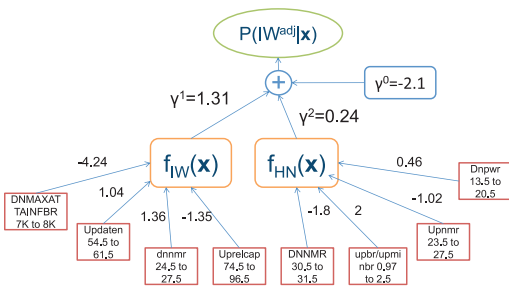 P(IW^adj|x)
+
γ⁰=-2.1
γ¹=1.31
γ²=0.24
f_IW(x)
f_HN(x)
-4.24
1.04
1.36
-1.35
-1.8
2
-1.02
0.46
DNMAXAT
TAINFBR
7K to 8K
Updaten
54.5 to
61.5
dnnmr
24.5 to
27.5
Uprelcap
74.5 to
96.5
DNNMR
30.5 to
31.5
upbr/upmi
nbr 0.97
to 2.5
Upnmr
23.5 to
27.5
Dnpwr
13.5 to
20.5